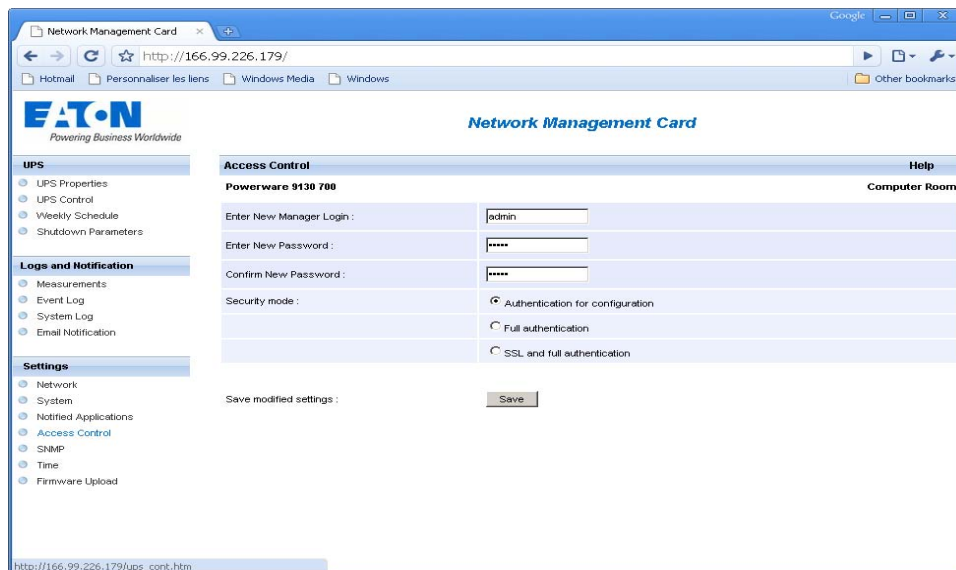 Google
Network Management Card
http://166.99.226.179/
Hotmail Personnaliser les liens Windows Media Windows Other bookmarks
EATON
Powering Business Worldwide
Network Management Card
UPS
UPS Properties
UPS Control
Weekly Schedule
Shutdown Parameters
Logs and Notification
Measurements
Event Log
System Log
Email Notification
Settings
Network
System
Notified Applications
Access Control
SNMP
Time
Firmware Upload
Access Control Help
Powerware 9130 700 Computer Room
Enter New Manager Login : admin
Enter New Password : •••••
Confirm New Password : •••••
Security mode : Authentication for configuration
Full authentication
SSL and full authentication
Save modified settings : Save
http://166.99.226.179/ups_cont.htm